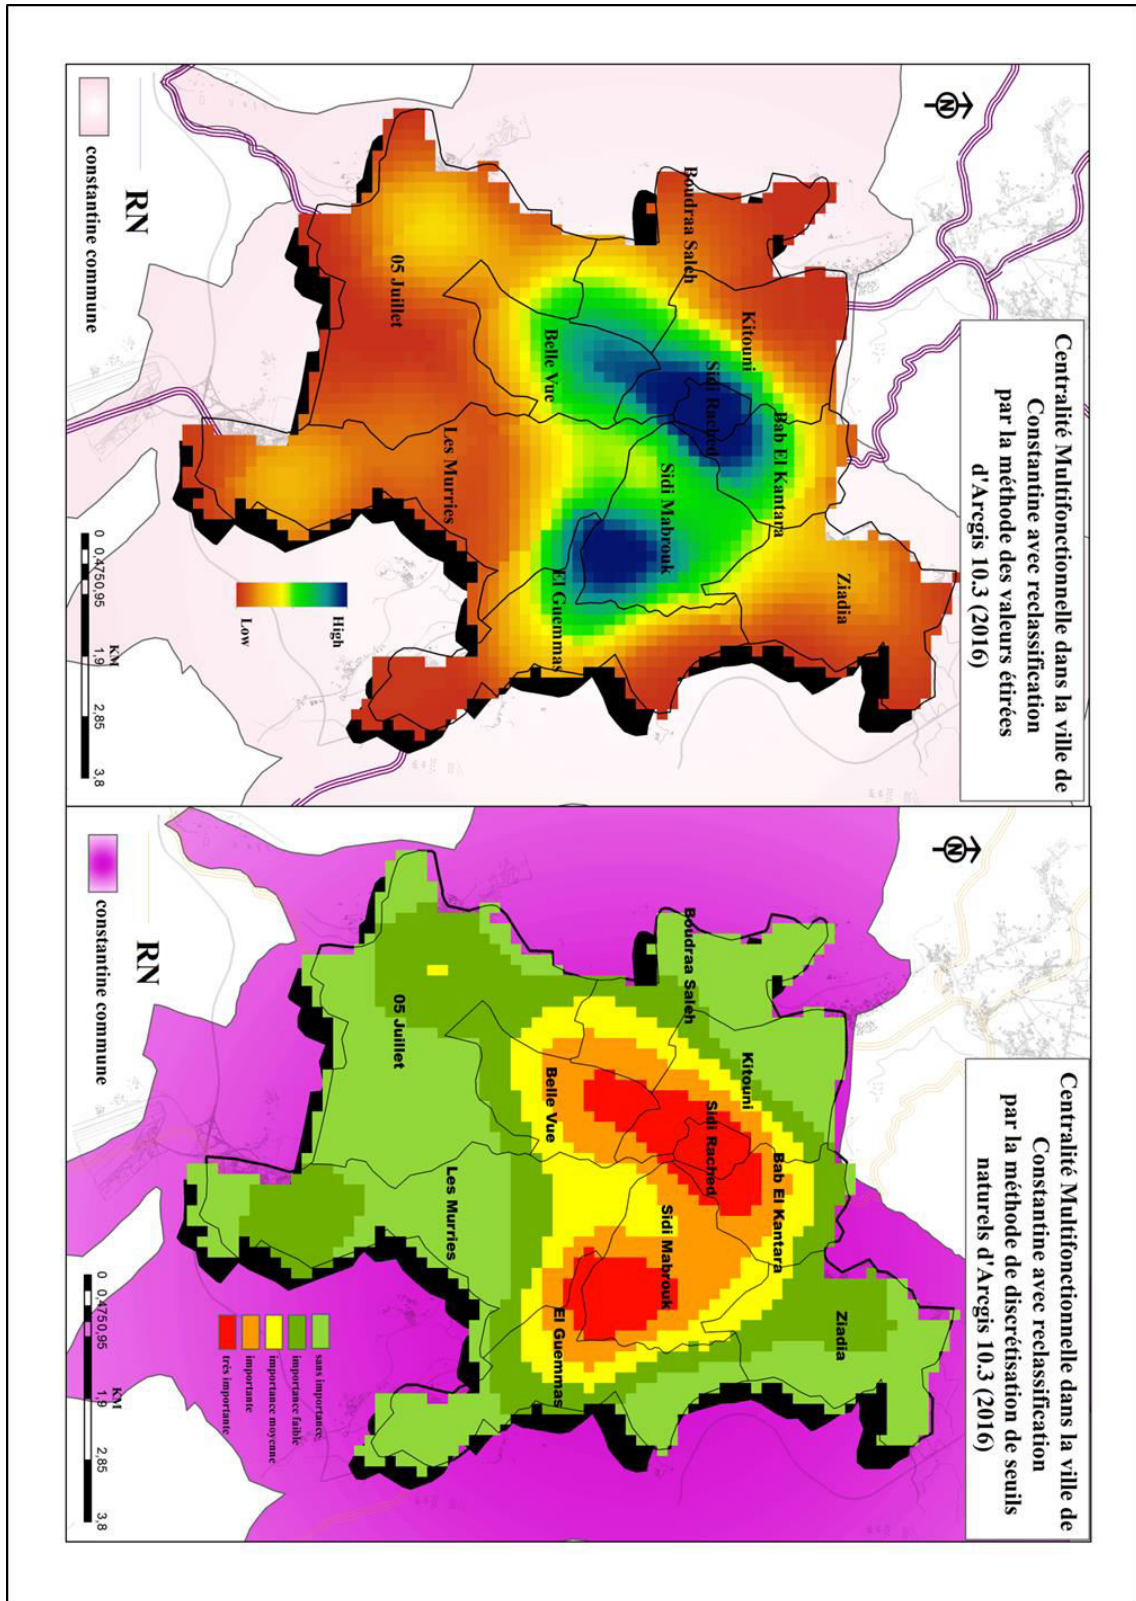 Centralité Multifonctionnelle dans la ville de
Constantine avec reclassification
par la méthode des valeurs étirées
d'Arcgis 10.3 (2016)
N
Boudraa Saleh
Kitouni
Sidi Rached
Bab El Kantara
Ziadia
Sidi Mabrouk
Belle Vue
05 Juillet
Les Murries
El Guemmas
High
Low
RN
constantine commune
KM
0 0,4750,95 1,9 2,85 3,8
Centralité Multifonctionnelle dans la ville de
Constantine avec reclassification
par la méthode de discrétisation de seuils
naturels d'Arcgis 10.3 (2016)
N
Boudraa Saleh
Kitouni
Sidi Rached
Bab El Kantara
Ziadia
Sidi Mabrouk
Belle Vue
05 Juillet
Les Murries
El Guemmas
sans importance
importance faible
importance moyenne
importante
trés importante
RN
constantine commune
KM
0 0,4750,95 1,9 2,85 3,8